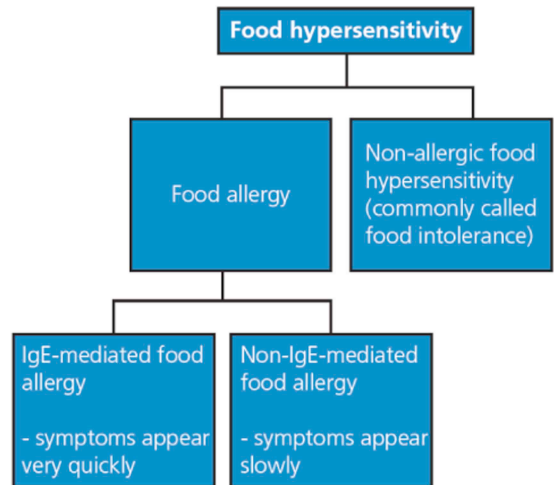 Food hypersensitivity
Food allergy
Non-allergic food
hypersensitivity
(commonly called
food intolerance)
IgE-mediated food
allergy
- symptoms appear
very quickly
Non-IgE-mediated
food allergy
- symptoms appear
slowly